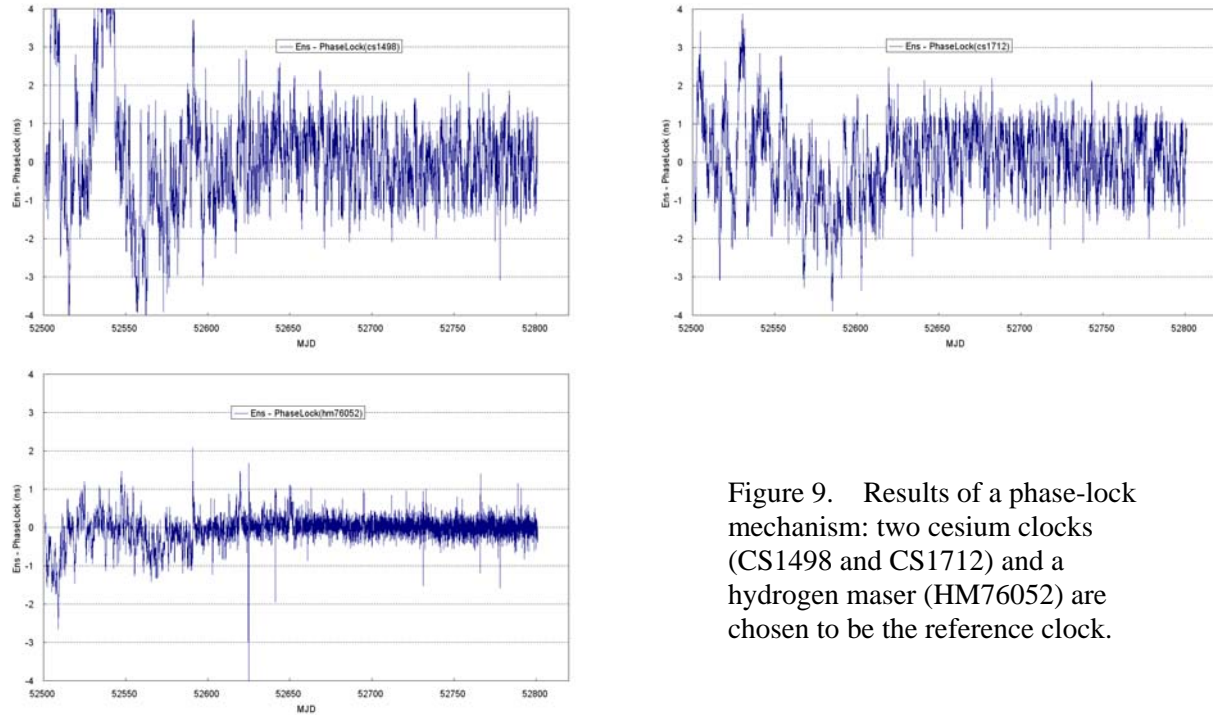 4
3
2
1
0
-1
-2
-3
-4
Ens - PhaseLock (ns)
Ens - PhaseLock(cs1498)
52500 52550 52600 52650 52700 52750 52800
MJD
4
3
2
1
0
-1
-2
-3
-4
Ens - PhaseLock (ns)
Ens - PhaseLock(cs1712)
52500 52550 52600 52650 52700 52750 52800
MJD
4
3
2
1
0
-1
-2
-3
-4
Ens - PhaseLock (ns)
Ens - PhaseLock(hm76052)
52500 52550 52600 52650 52700 52750 52800
MJD
Figure 9. Results of a phase-lock
mechanism: two cesium clocks
(CS1498 and CS1712) and a
hydrogen maser (HM76052) are
chosen to be the reference clock.